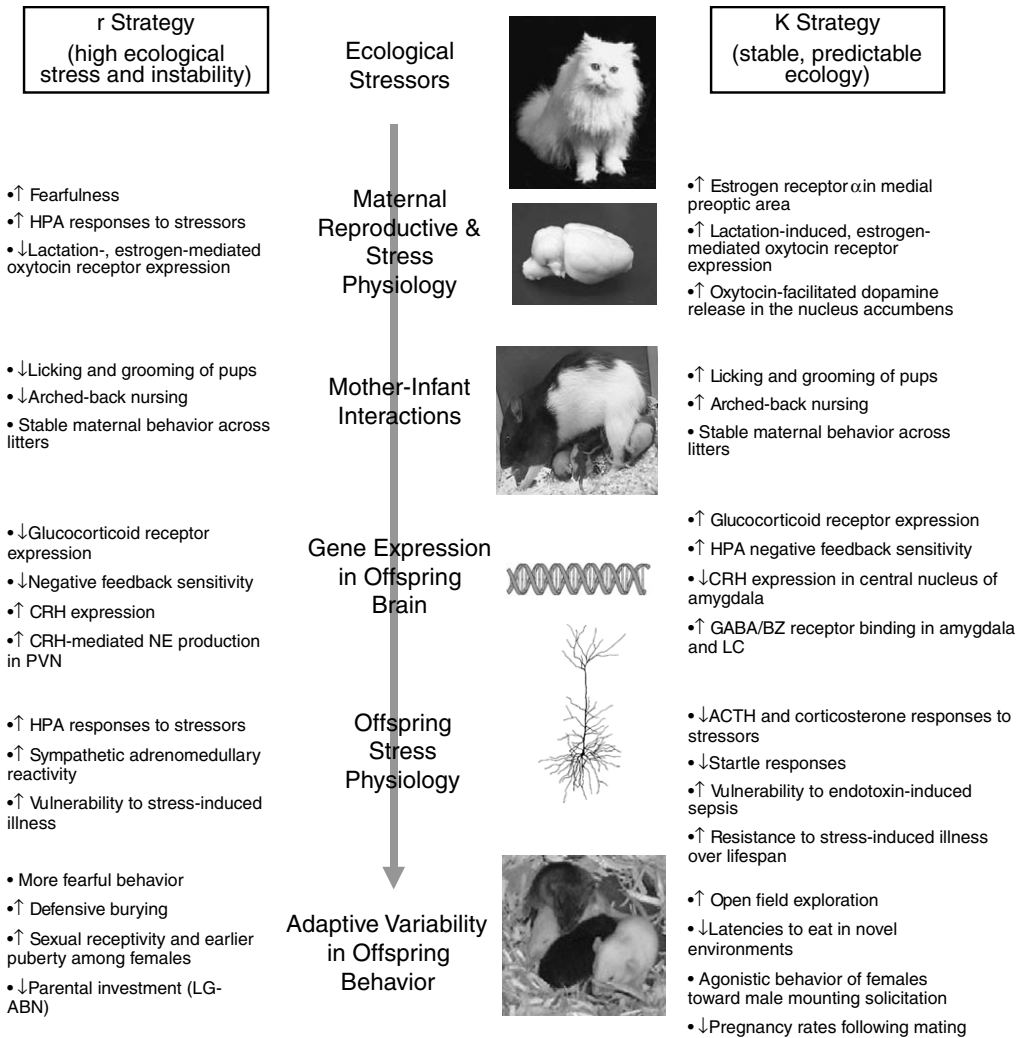 r Strategy
(high ecological
stress and instability)
Ecological
Stressors
K Strategy
(stable, predictable
ecology)
•↑ Fearfulness
•↑ HPA responses to stressors
• ↓Lactation-, estrogen-mediated
oxytocin receptor expression
Maternal
Reproductive &
Stress
Physiology
•↑ Estrogen receptor αin medial
preoptic area
•↑ Lactation-induced, estrogen-
mediated oxytocin receptor
expression
•↑ Oxytocin-facilitated dopamine
release in the nucleus accumbens
• ↓Licking and grooming of pups
• ↓Arched-back nursing
• Stable maternal behavior across
litters
Mother-Infant
Interactions
•↑ Licking and grooming of pups
•↑ Arched-back nursing
• Stable maternal behavior across
litters
• ↓Glucocorticoid receptor
expression
• ↓Negative feedback sensitivity
•↑ CRH expression
•↑ CRH-mediated NE production
in PVN
Gene Expression
in Offspring
Brain
•↑ Glucocorticoid receptor expression
•↑ HPA negative feedback sensitivity
• ↓CRH expression in central nucleus of
amygdala
•↑ GABA/BZ receptor binding in amygdala
and LC
•↑ HPA responses to stressors
•↑ Sympathetic adrenomedullary
reactivity
•↑ Vulnerability to stress-induced
illness
Offspring
Stress
Physiology
• ↓ACTH and corticosterone responses to
stressors
• ↓Startle responses
•↑ Vulnerability to endotoxin-induced
sepsis
•↑ Resistance to stress-induced illness
over lifespan
• More fearful behavior
•↑ Defensive burying
•↑ Sexual receptivity and earlier
puberty among females
• ↓Parental investment (LG-
ABN)
Adaptive Variability
in Offspring
Behavior
•↑ Open field exploration
• ↓Latencies to eat in novel
environments
• Agonistic behavior of females
toward male mounting solicitation
• ↓Pregnancy rates following mating